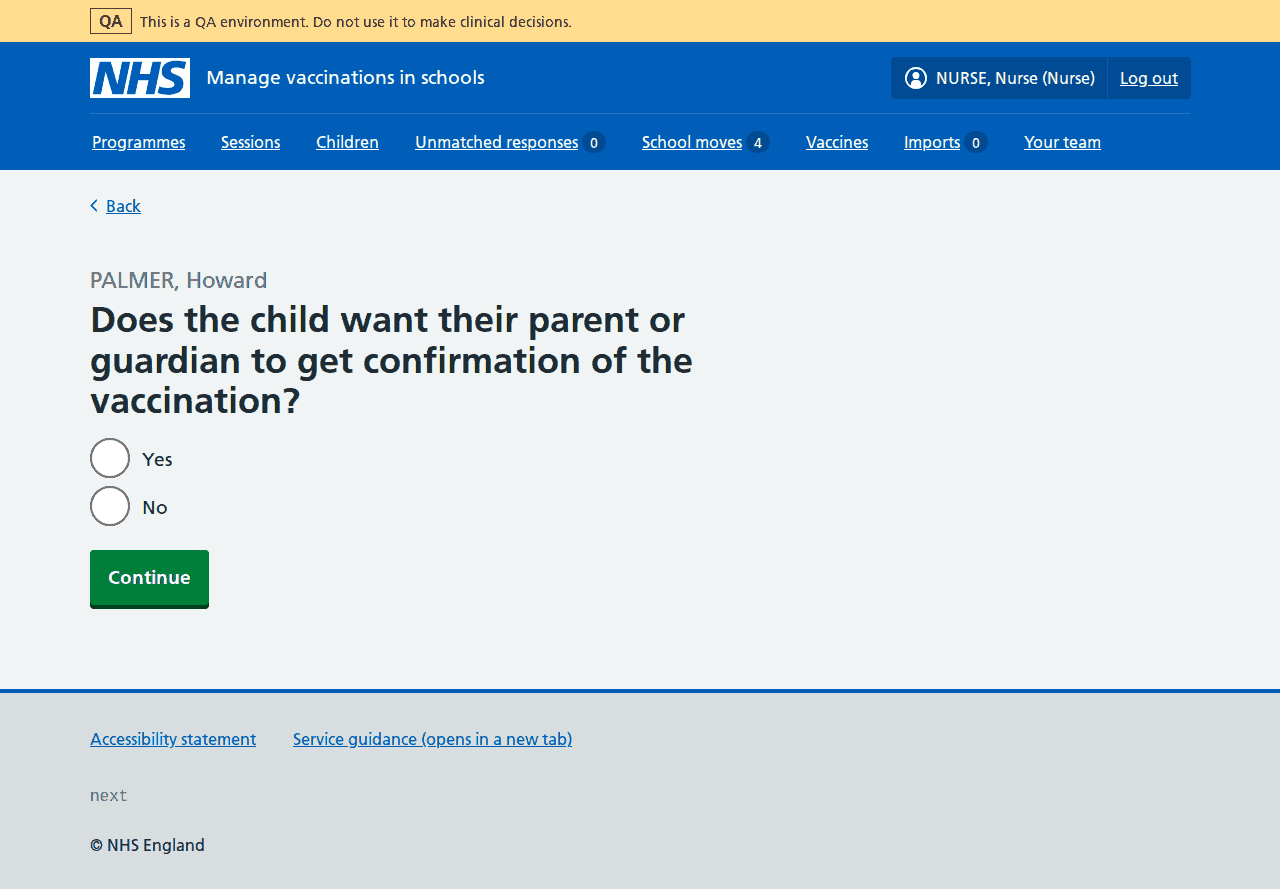 QA This is a QA environment. Do not use it to make clinical decisions.
NHS Manage vaccinations in schools NURSE, Nurse (Nurse) Log out
Programmes Sessions Children Unmatched responses 0 School moves 4 Vaccines Imports 0 Your team
Back
PALMER, Howard
Does the child want their parent or
guardian to get confirmation of the
vaccination?
Yes
No
Continue
Accessibility statement Service guidance (opens in a new tab)
next
© NHS England